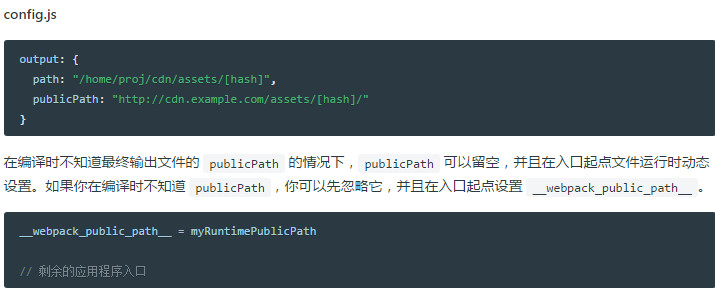 config.js
output: {
path: "/home/proj/cdn/assets/[hash]",
publicPath: "http://cdn.example.com/assets/[hash]/"
}
在编译时不知道最终输出文件的 publicPath 的情况下，publicPath 可以留空，并且在入口起点文件运行时动态
设置。如果你在编译时不知道 publicPath，你可以先忽略它，并且在入口起点设置 __webpack_public_path__。
__webpack_public_path__ = myRuntimePublicPath
// 剩余的应用程序入口